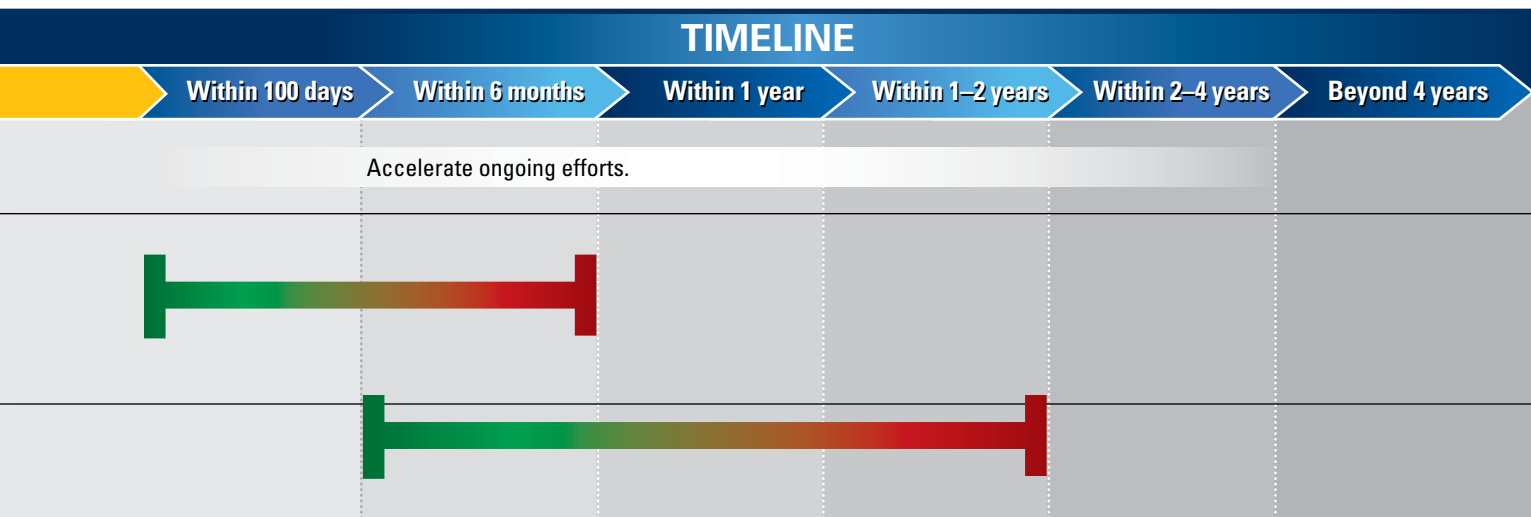 TIMELINE
Within 100 days Within 6 months Within 1 year Within 1–2 years Within 2–4 years Beyond 4 years
Accelerate ongoing efforts.